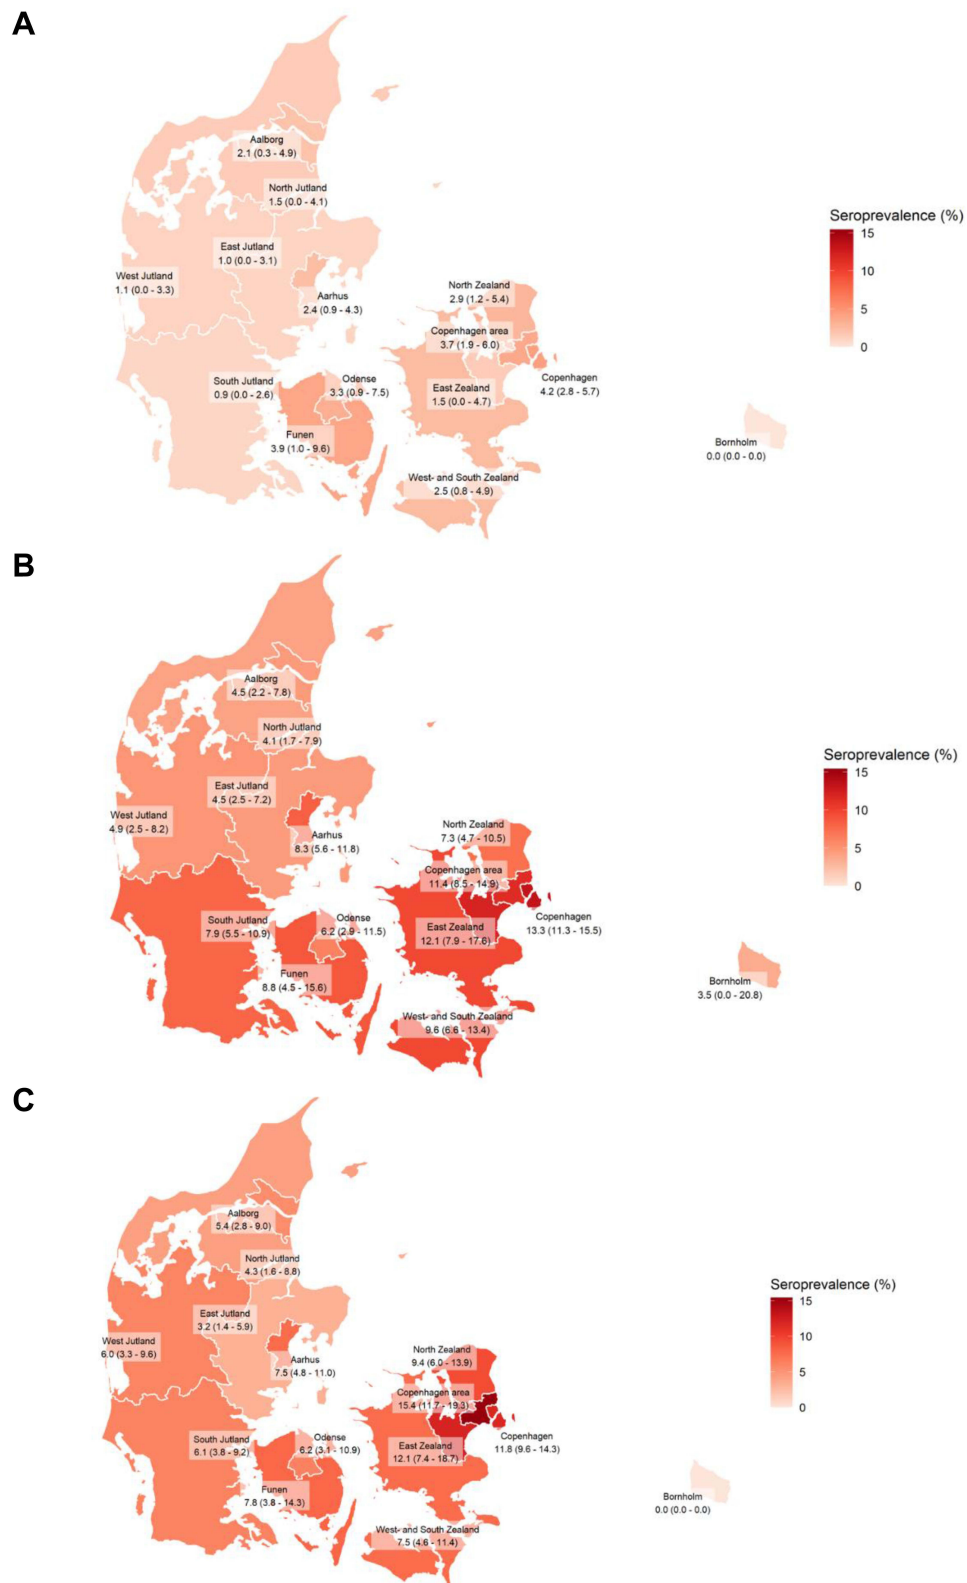 A
Aalborg
2.1 (0.3 - 4.9)
North Jutland
1.5 (0.0 - 4.1)
East Jutland
1.0 (0.0 - 3.1)
West Jutland
1.1 (0.0 - 3.3)
Aarhus
2.4 (0.9 - 4.3)
North Zealand
2.9 (1.2 - 5.4)
Copenhagen area
3.7 (1.9 - 6.0)
Copenhagen
4.2 (2.8 - 5.7)
South Jutland
0.9 (0.0 - 2.6)
Odense
3.3 (0.9 - 7.5)
East Zealand
1.5 (0.0 - 4.7)
Funen
3.9 (1.0 - 9.6)
West- and South Zealand
2.5 (0.8 - 4.9)
Bornholm
0.0 (0.0 - 0.0)
Seroprevalence (%)
15
10
5
0
B
Aalborg
4.5 (2.2 - 7.8)
North Jutland
4.1 (1.7 - 7.9)
East Jutland
4.5 (2.5 - 7.2)
West Jutland
4.9 (2.5 - 8.2)
Aarhus
8.3 (5.6 - 11.8)
North Zealand
7.3 (4.7 - 10.5)
Copenhagen area
11.4 (8.5 - 14.9)
Copenhagen
13.3 (11.3 - 15.5)
South Jutland
7.9 (5.5 - 10.9)
Odense
6.2 (2.9 - 11.5)
East Zealand
12.1 (7.9 - 17.6)
Funen
8.8 (4.5 - 15.6)
West- and South Zealand
9.6 (6.6 - 13.4)
Bornholm
3.5 (0.0 - 20.8)
Seroprevalence (%)
15
10
5
0
C
Aalborg
5.4 (2.8 - 9.0)
North Jutland
4.3 (1.6 - 8.8)
East Jutland
3.2 (1.4 - 5.9)
West Jutland
6.0 (3.3 - 9.6)
Aarhus
7.5 (4.8 - 11.0)
North Zealand
9.4 (6.0 - 13.9)
Copenhagen area
15.4 (11.7 - 19.3)
Copenhagen
11.8 (9.6 - 14.3)
South Jutland
6.1 (3.8 - 9.2)
Odense
6.2 (3.1 - 10.9)
East Zealand
12.1 (7.4 - 18.7)
Funen
7.8 (3.8 - 14.3)
West- and South Zealand
7.5 (4.6 - 11.4)
Bornholm
0.0 (0.0 - 0.0)
Seroprevalence (%)
15
10
5
0